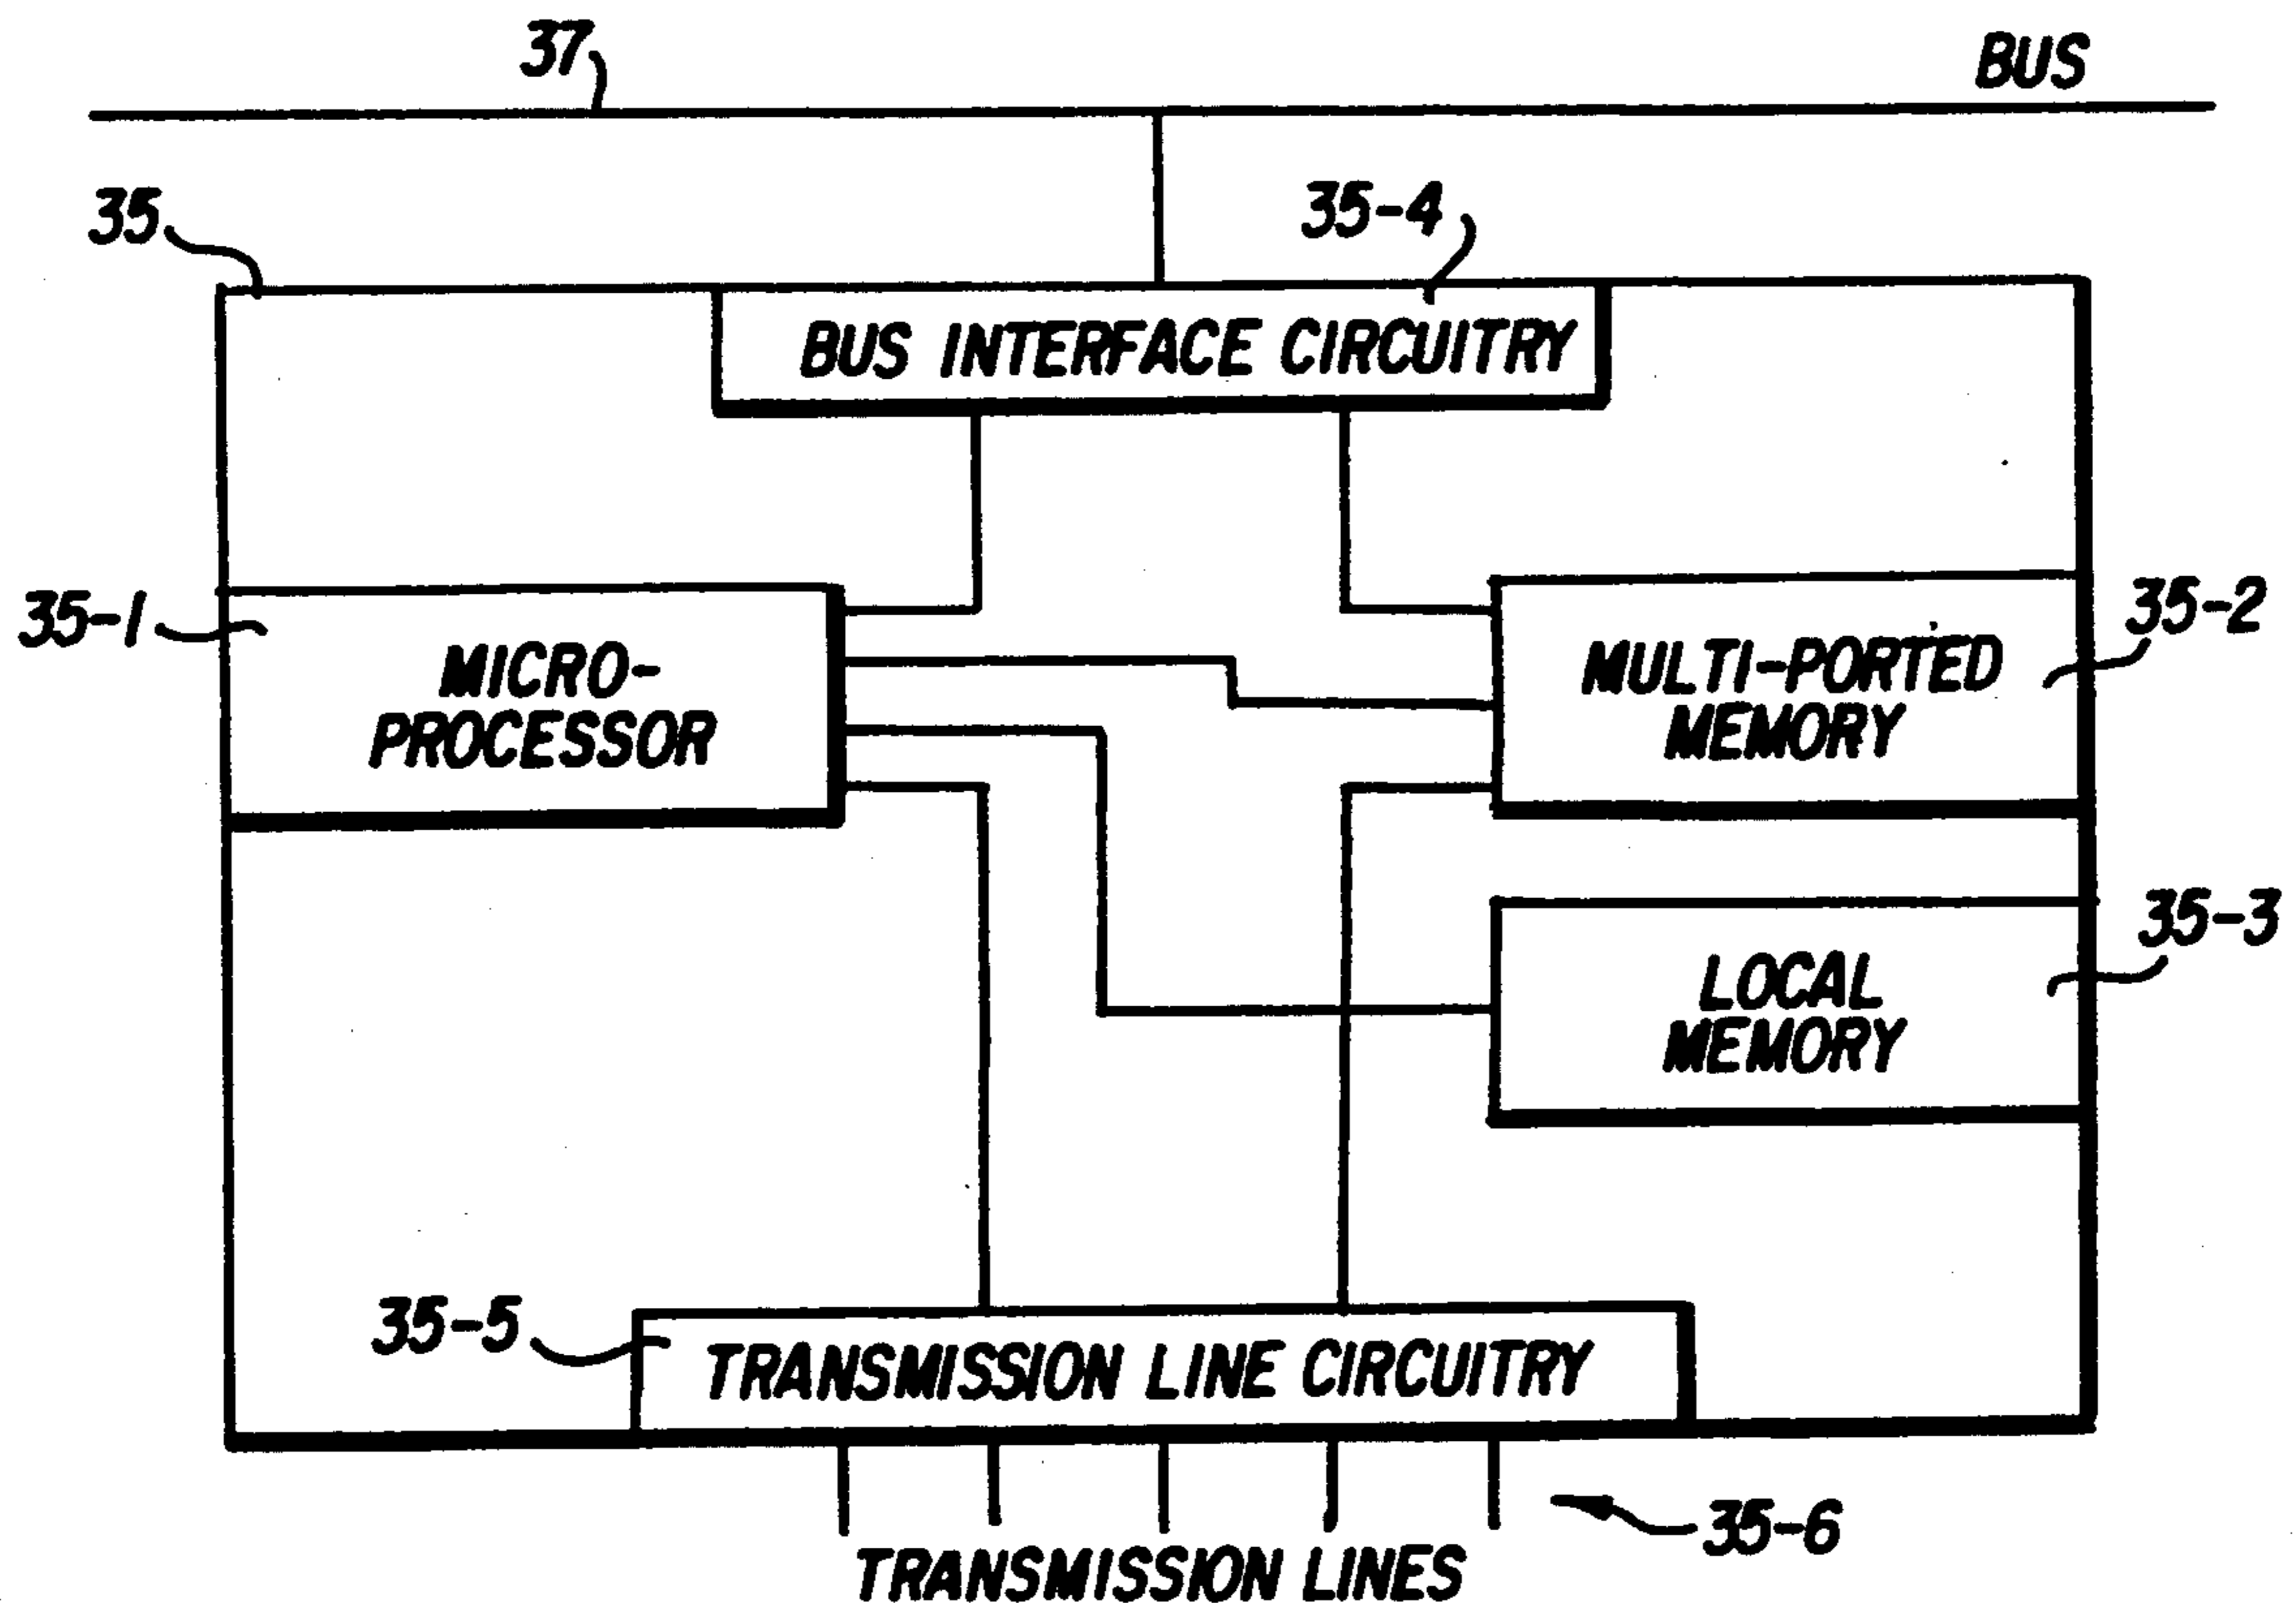 37
BUS
35
35-4
BUS INTERFACE CIRCUITRY
35-1
MICRO-
PROCESSOR
35-2
MULTI-PORTED
MEMORY
35-3
LOCAL
MEMORY
35-5
TRANSMISSION LINE CIRCUITRY
35-6
TRANSMISSION LINES